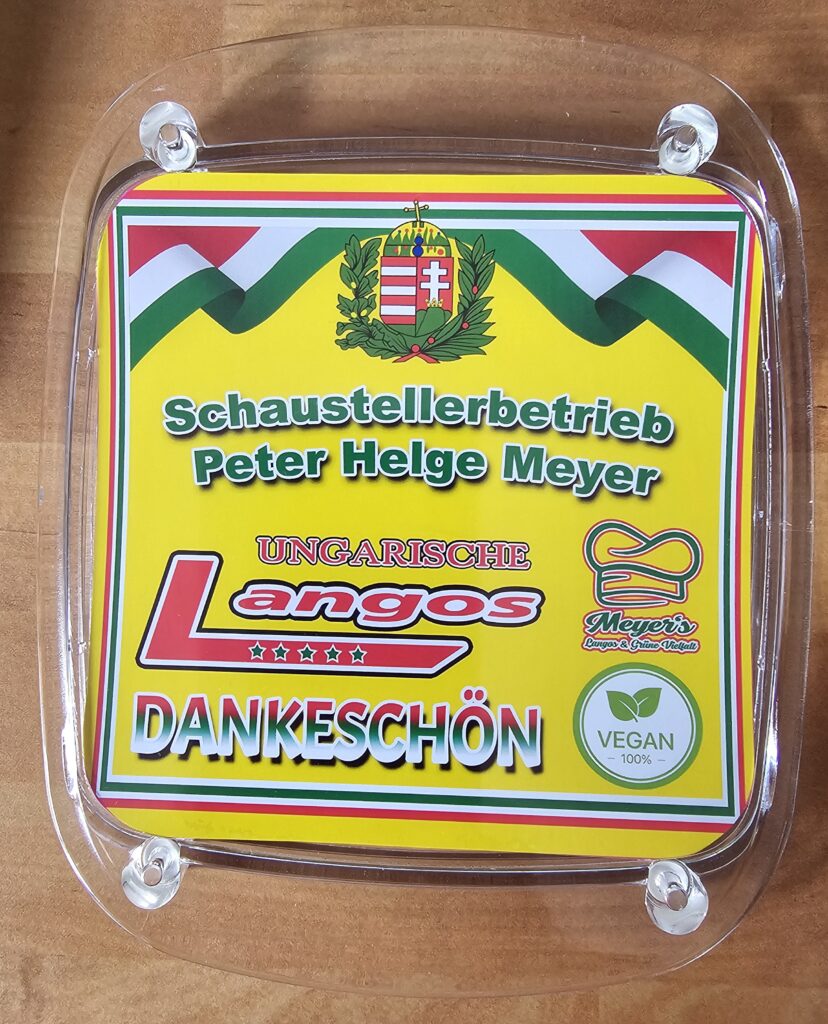 Schaustellerbetrieb
Peter Helge Meyer
UNGARISCHE
Langos
DANKESCHÖN
Meyer's
Langos & Grüne Vielfalt
VEGAN
- 100% -